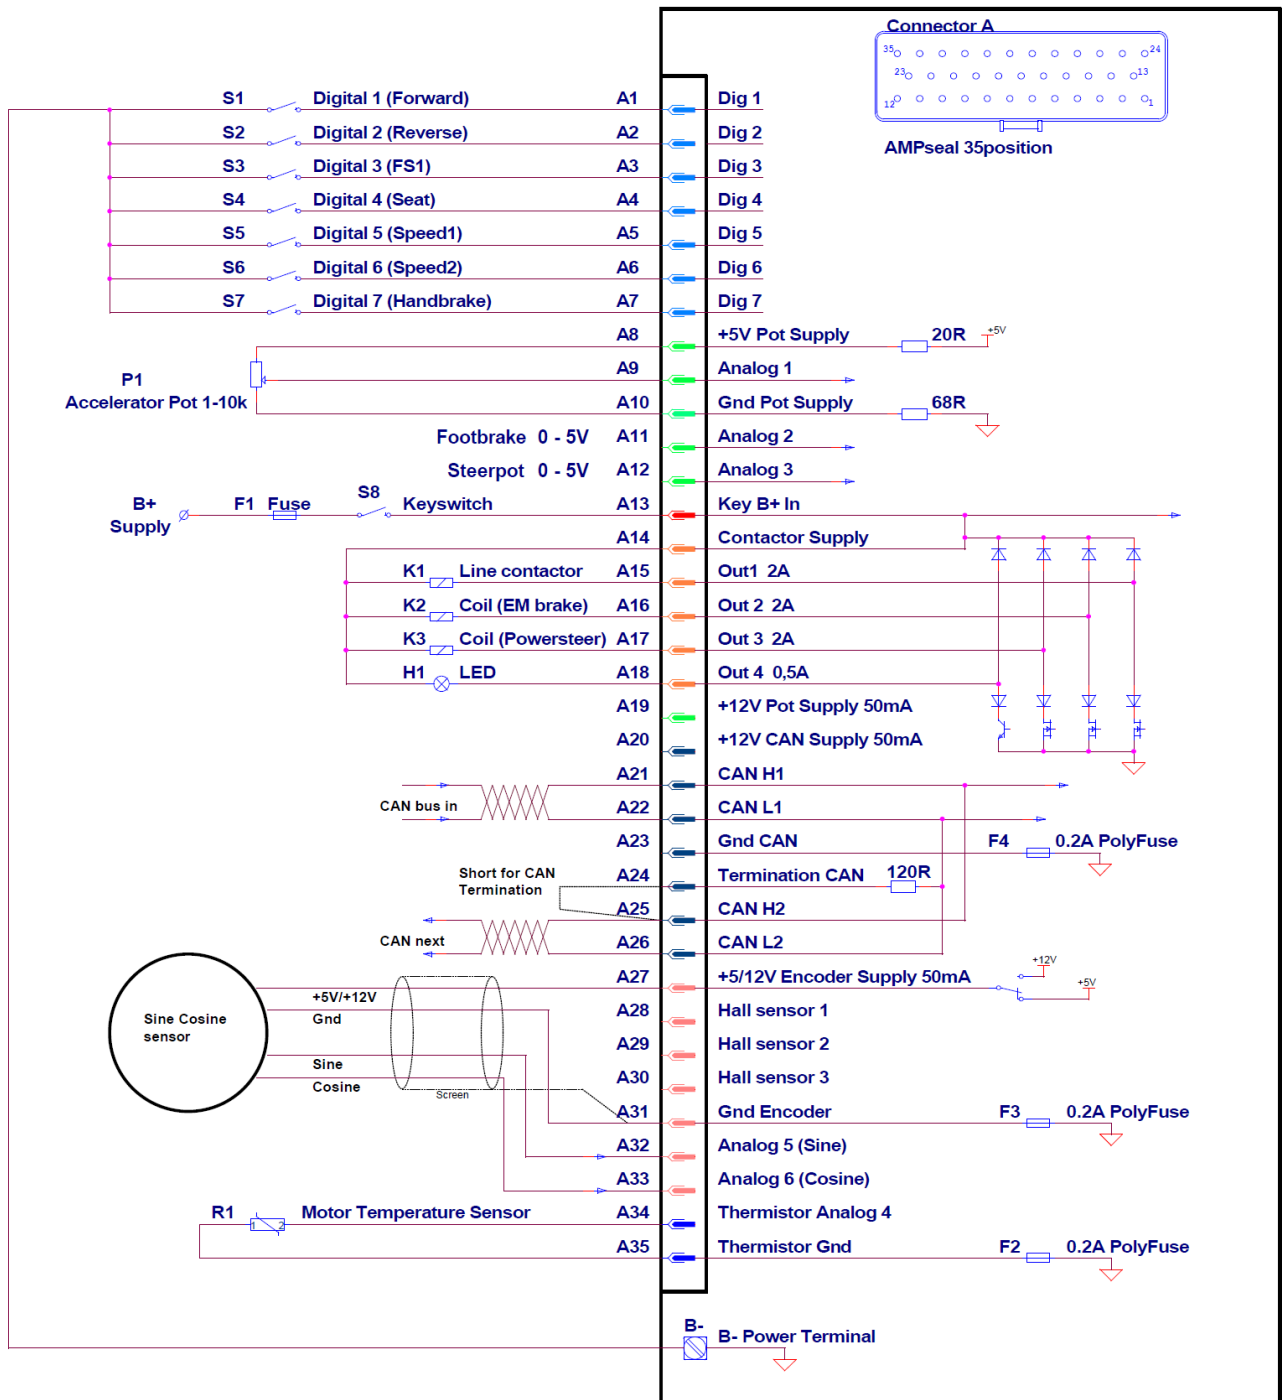 Connector A
35 24
23 13
12 1
AMPseal 35position
S1 Digital 1 (Forward) A1 Dig 1
S2 Digital 2 (Reverse) A2 Dig 2
S3 Digital 3 (FS1) A3 Dig 3
S4 Digital 4 (Seat) A4 Dig 4
S5 Digital 5 (Speed1) A5 Dig 5
S6 Digital 6 (Speed2) A6 Dig 6
S7 Digital 7 (Handbrake) A7 Dig 7
A8 +5V Pot Supply 20R +5V
P1 A9 Analog 1
Accelerator Pot 1-10k A10 Gnd Pot Supply 68R
Footbrake 0 - 5V A11 Analog 2
Steerpot 0 - 5V A12 Analog 3
B+ Supply F1 Fuse S8 Keyswitch A13 Key B+ In
A14 Contactor Supply
K1 Line contactor A15 Out1 2A
K2 Coil (EM brake) A16 Out 2 2A
K3 Coil (Powersteer) A17 Out 3 2A
H1 LED A18 Out 4 0,5A
A19 +12V Pot Supply 50mA
A20 +12V CAN Supply 50mA
A21 CAN H1
CAN bus in A22 CAN L1
A23 Gnd CAN F4 0.2A PolyFuse
Short for CAN
Termination
A24 Termination CAN 120R
A25 CAN H2
CAN next A26 CAN L2
A27 +5/12V Encoder Supply 50mA +12V +5V
+5V/+12V
Gnd
A28 Hall sensor 1
Sine Cosine
sensor
A29 Hall sensor 2
Sine
A30 Hall sensor 3
Cosine
Screen
A31 Gnd Encoder F3 0.2A PolyFuse
A32 Analog 5 (Sine)
A33 Analog 6 (Cosine)
R1 1 2 Motor Temperature Sensor A34 Thermistor Analog 4
A35 Thermistor Gnd F2 0.2A PolyFuse
B- B- Power Terminal